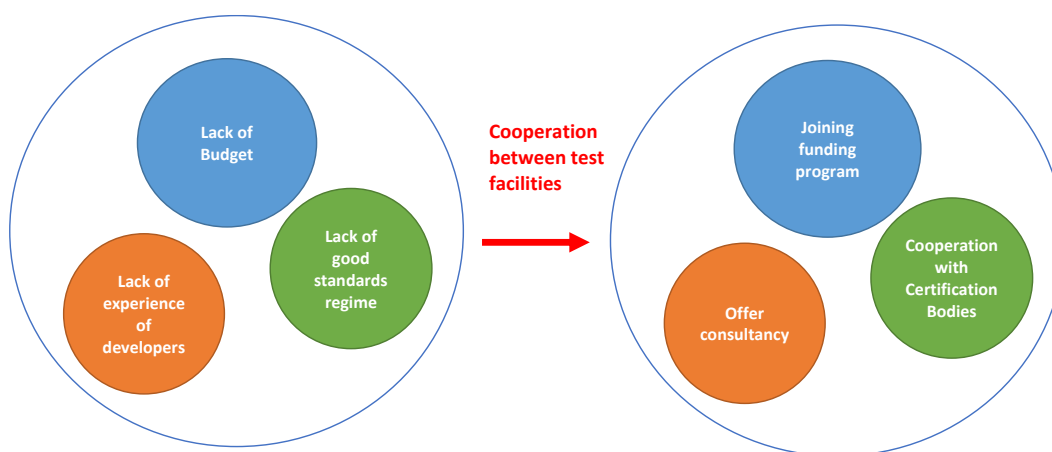 Lack of
Budget
Lack of
good
standards
regime
Lack of
experience
of
developers
Cooperation
between test
facilities
Joining
funding
program
Cooperation
with
Certification
Bodies
Offer
consultancy